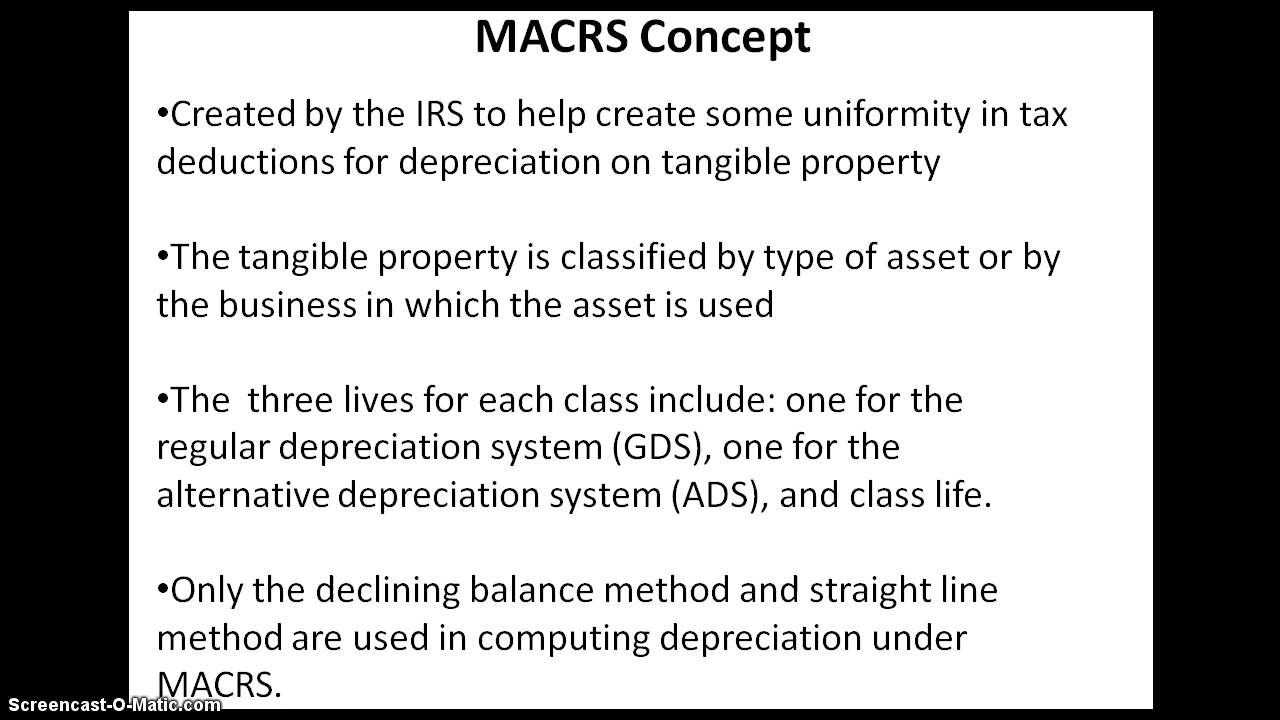 MACRS Concept
•Created by the IRS to help create some uniformity in tax
deductions for depreciation on tangible property
•The tangible property is classified by type of asset or by
the business in which the asset is used
•The  three lives for each class include: one for the
regular depreciation system (GDS), one for the
alternative depreciation system (ADS), and class life.
•Only the declining balance method and straight line
method are used in computing depreciation under
MACRS.
Screencast-O-Matic.com